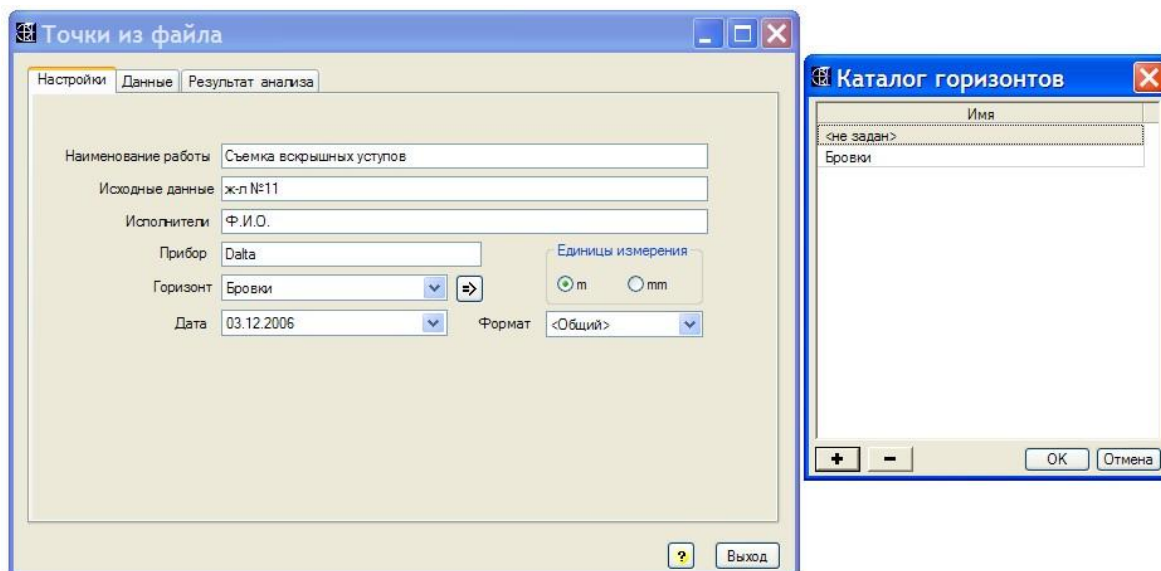 Точки из файла
Настройки Данные Результат анализа
Наименование работы Съемка вскрышных уступов
Исходные данные ж-л №11
Исполнители Ф.И.О.
Прибор Dalta
Единицы измерения
m mm
Горизонт Бровки =>
Дата 03.12.2006 Формат <Общий>
? Выход
Каталог горизонтов
Имя
<не задан>
Бровки
+ - OK Отмена